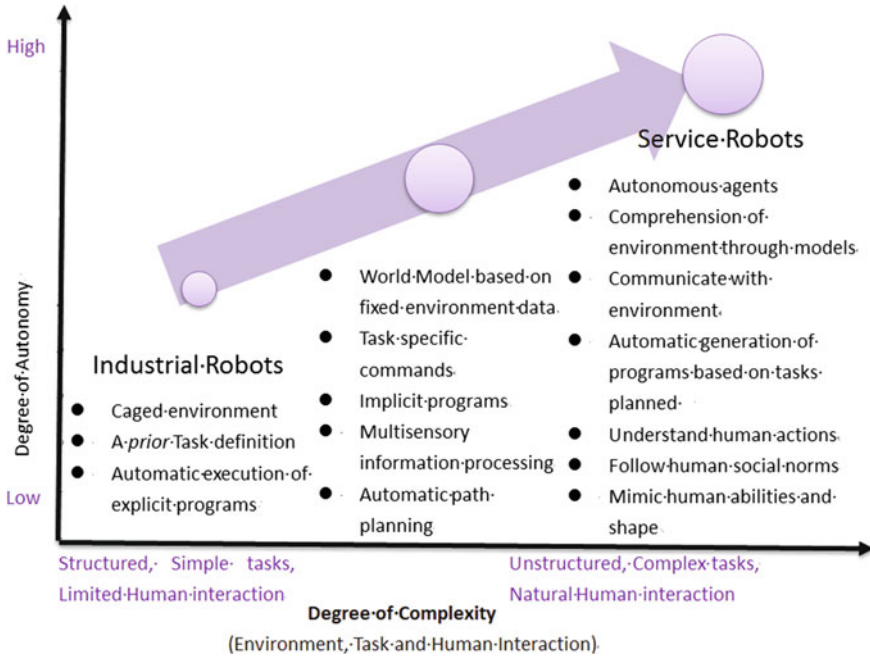 High
Degree of Autonomy
Low
Industrial·Robots
● Caged·environment
● A·prior·Task·definition
● Automatic·execution·of·
explicit·programs
● World·Model·based·on·
fixed·environment·data
● Task·specific·
commands
● Implicit·programs
● Multisensory
information·processing
● Automatic·path·
planning
Service·Robots
● Autonomous·agents
● Comprehension·of·
environment·through·models
● Communicate·with·
environment
● Automatic·generation·of·
programs·based·on·tasks·
planned·
● Understand·human·actions
● Follow·human·social·norms
● Mimic·human·abilities·and·
shape
Structured,· Simple· tasks,
Limited·Human·interaction
Unstructured,·Complex·tasks,
Natural·Human·interaction
Degree·of·Complexity
(Environment,·Task·and·Human·Interaction)